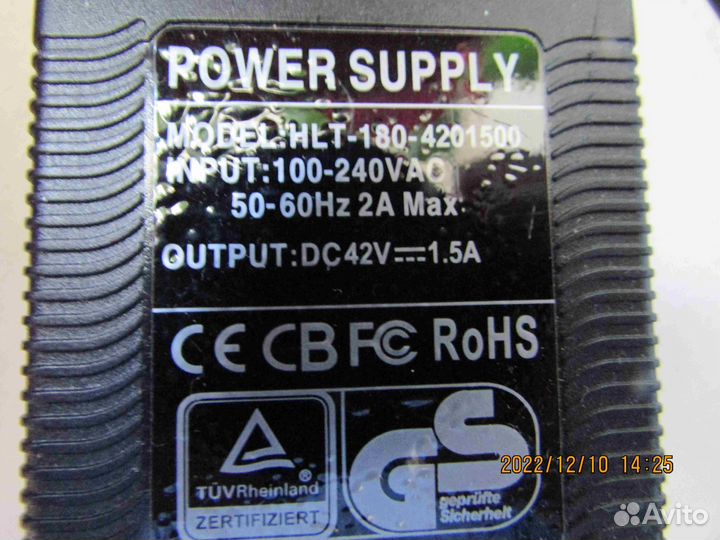 POWER SUPPLY
MODEL:HLT-180-4201500
INPUT:100-240VAC
50-60Hz 2A Max.
OUTPUT:DC42V⎓1.5A
CE CB FC RoHS
TÜVRheinland®
ZERTIFIZIERT
GS
geprüfte
Sicherheit
2022/12/10 14:25
Avito